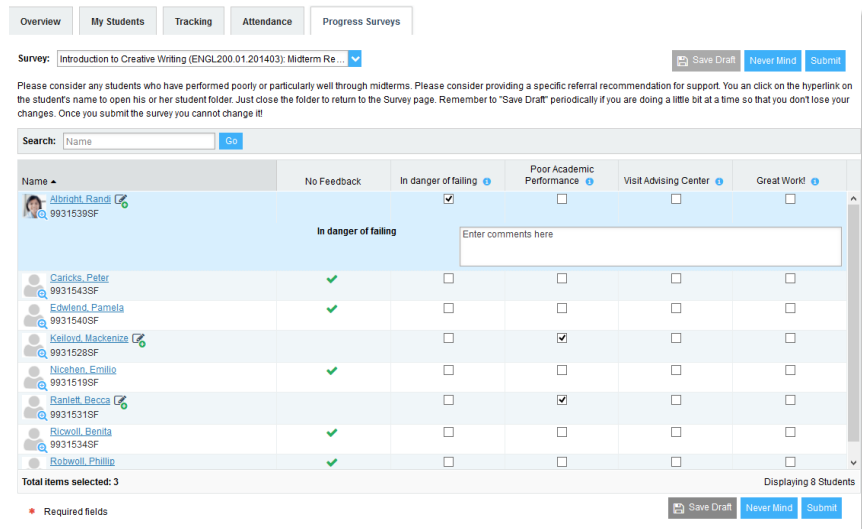 Overview My Students Tracking Attendance Progress Surveys
Survey: Introduction to Creative Writing (ENGL200.01.201403): Midterm Re... Save Draft Never Mind Submit
Please consider any students who have performed poorly or particularly well through midterms. Please consider providing a specific referral recommendation for support. You an click on the hyperlink on
the student's name to open his or her student folder. Just close the folder to return to the Survey page. Remember to "Save Draft" periodically if you are doing a little bit at a time so that you don't lose your
changes. Once you submit the survey you cannot change it!
Search: Name Go
Name No Feedback In danger of failing Poor Academic Performance Visit Advising Center Great Work!
Albright, Randi
9931539SF
In danger of failing Enter comments here
Caricks, Peter
9931543SF
Edwlend, Pamela
9931540SF
Keiloyd, Mackenize
9931528SF
Nicehen, Emilio
9931519SF
Ranlett, Becca
9931531SF
Ricwoll, Benita
9931534SF
Robwoll, Phillip
Total items selected: 3 Displaying 8 Students
* Required fields Save Draft Never Mind Submit